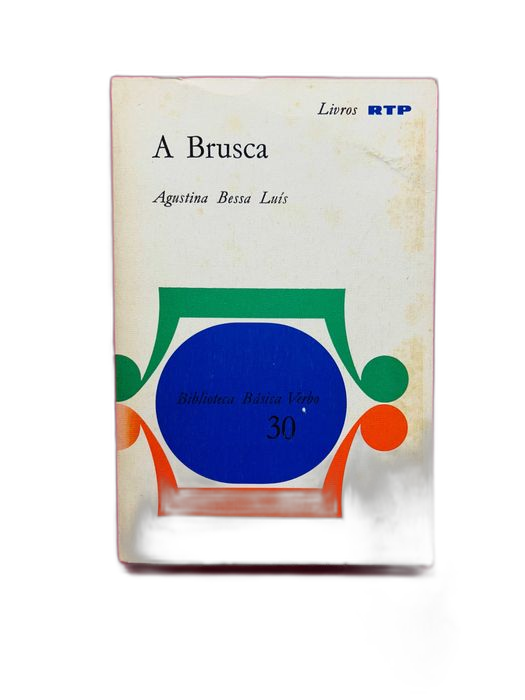 Livros RTP
A Brusca
Agustina Bessa Luís
Biblioteca Básica Verbo
30